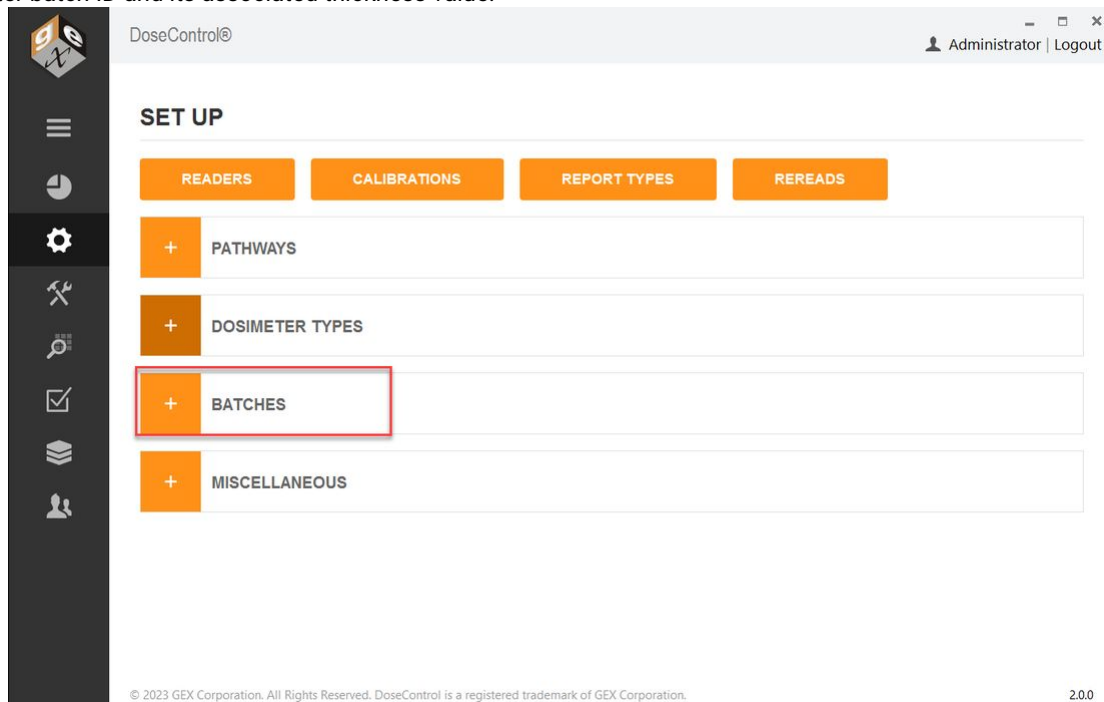 DoseControl®
Administrator | Logout
gex
SET UP
READERS CALIBRATIONS REPORT TYPES REREADS
+ PATHWAYS
+ DOSIMETER TYPES
+ BATCHES
+ MISCELLANEOUS
© 2023 GEX Corporation. All Rights Reserved. DoseControl is a registered trademark of GEX Corporation. 2.0.0